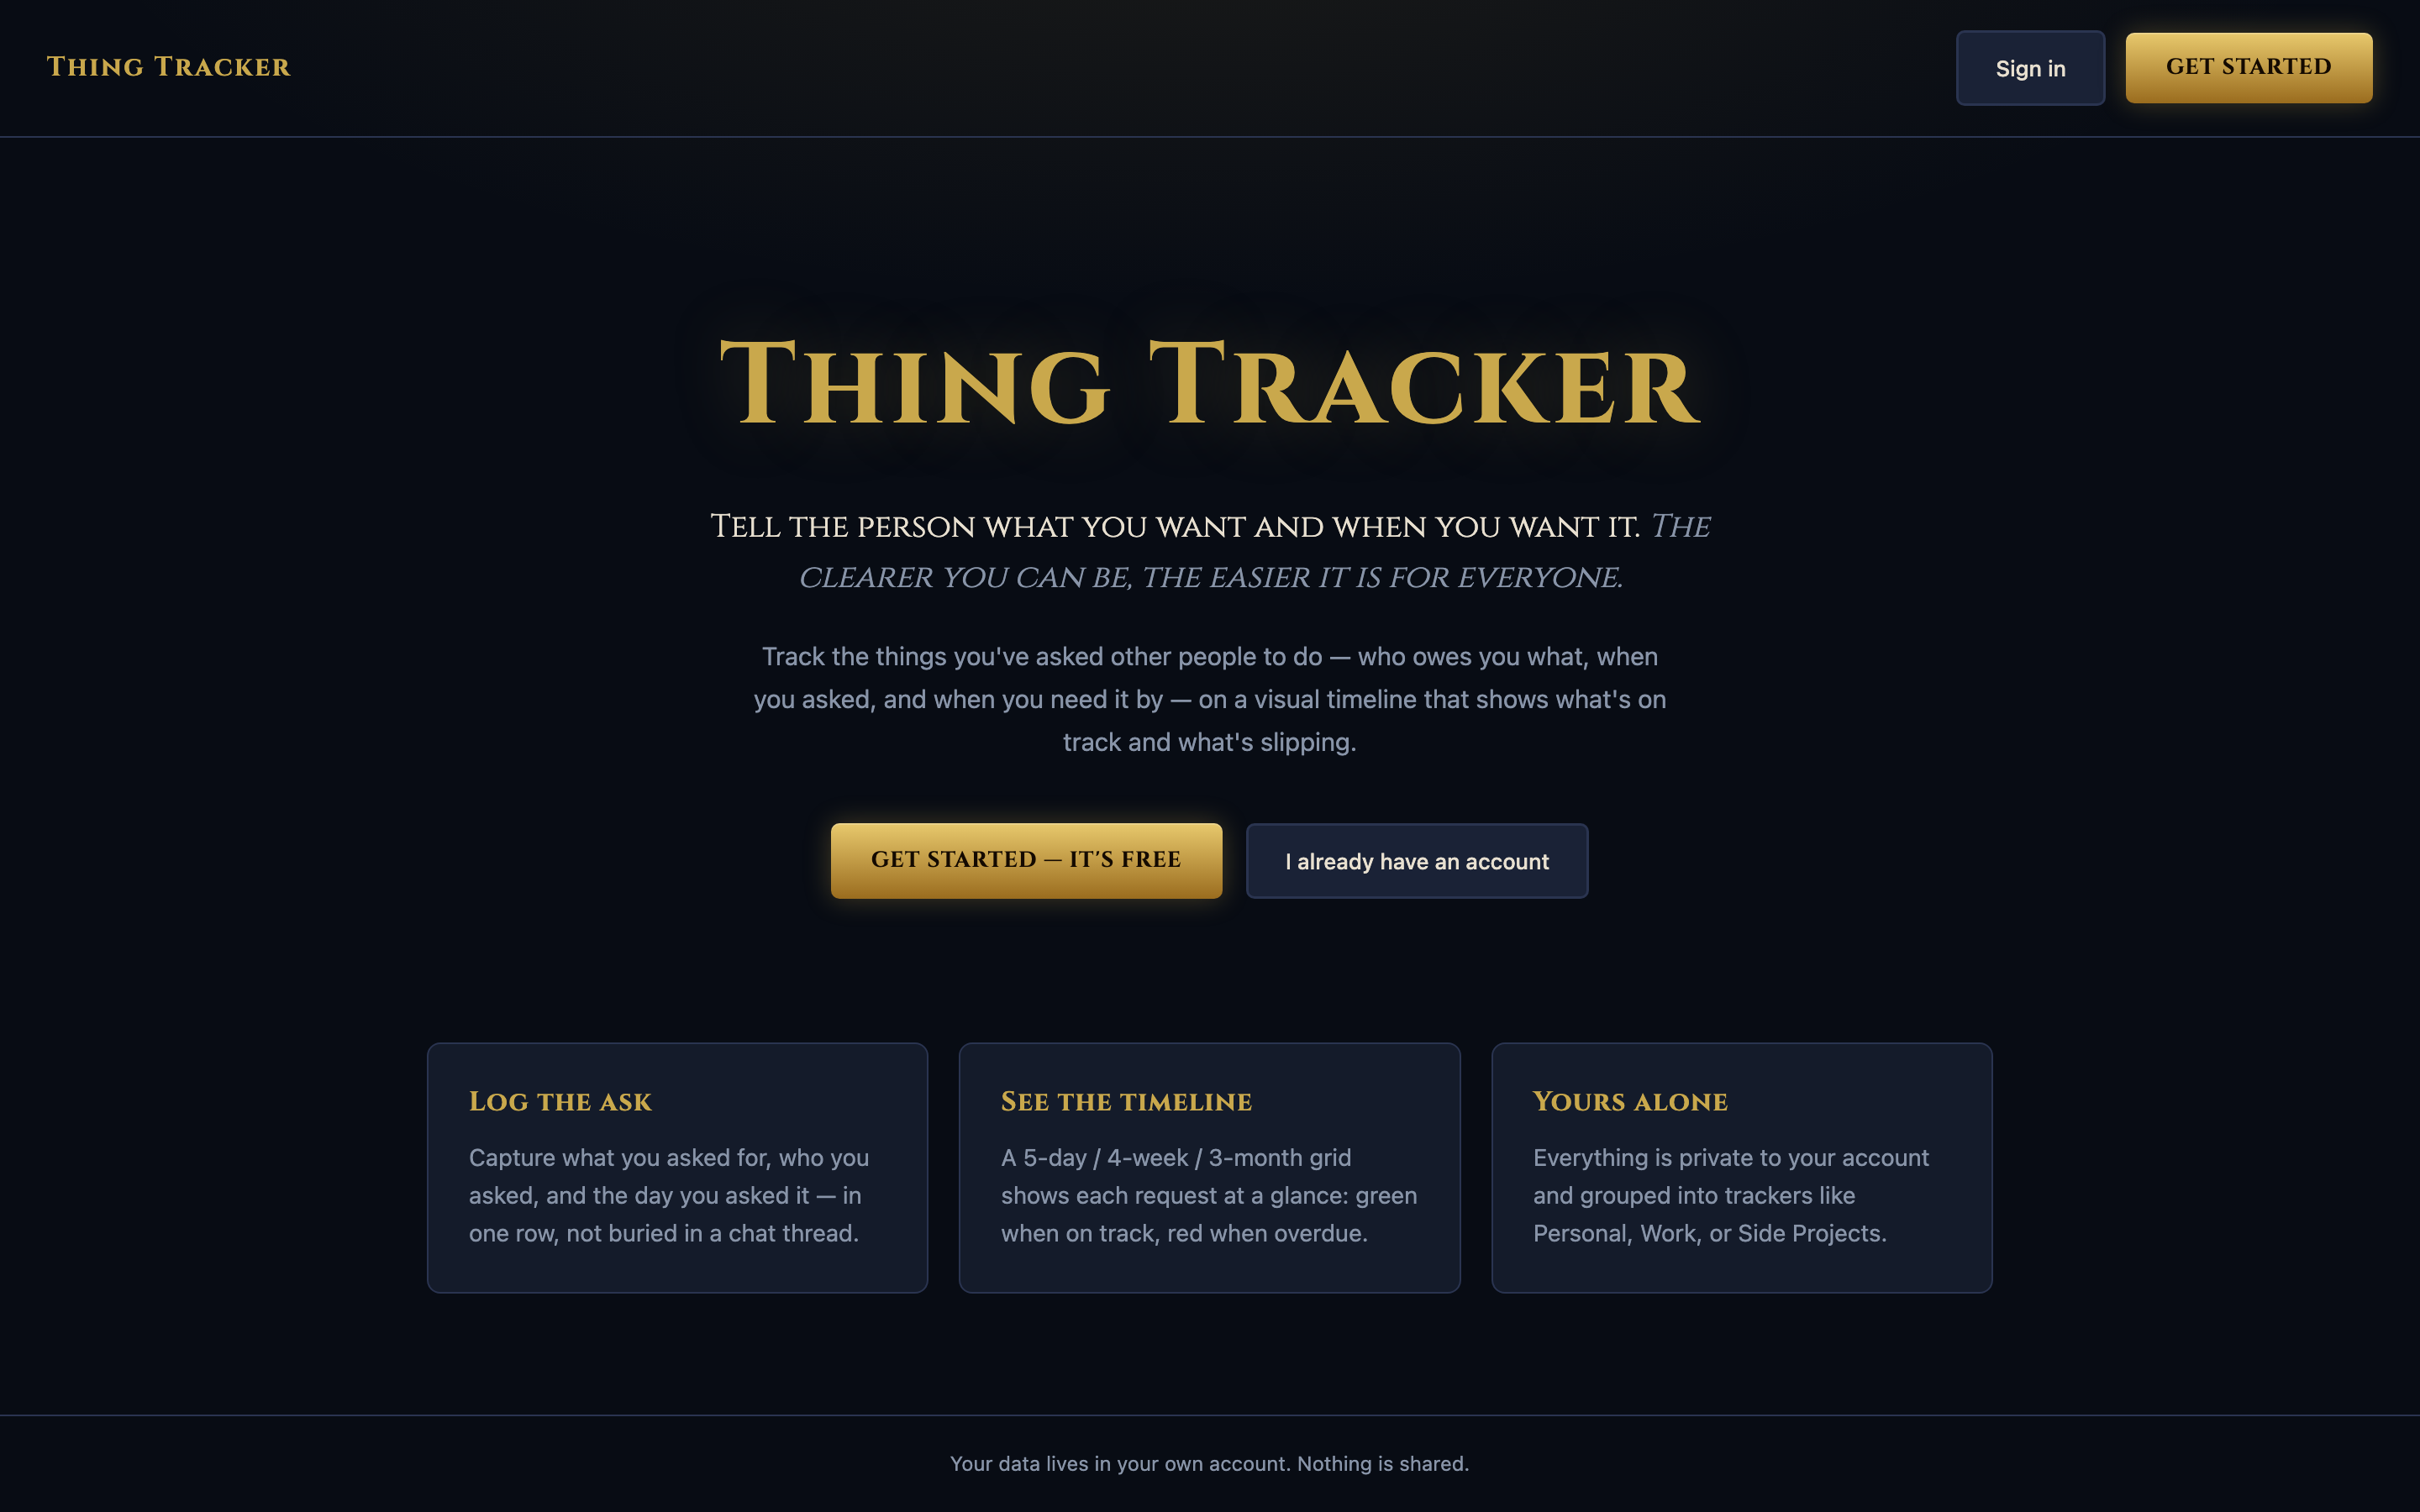 Thing Tracker
Sign in
GET STARTED
Thing Tracker
Tell the person what you want and when you want it. The
clearer you can be, the easier it is for everyone.
Track the things you've asked other people to do — who owes you what, when
you asked, and when you need it by — on a visual timeline that shows what's on
track and what's slipping.
GET STARTED — IT'S FREE
I already have an account
Log the ask
Capture what you asked for, who you
asked, and the day you asked it — in
one row, not buried in a chat thread.
See the timeline
A 5-day / 4-week / 3-month grid
shows each request at a glance: green
when on track, red when overdue.
Yours alone
Everything is private to your account
and grouped into trackers like
Personal, Work, or Side Projects.
Your data lives in your own account. Nothing is shared.